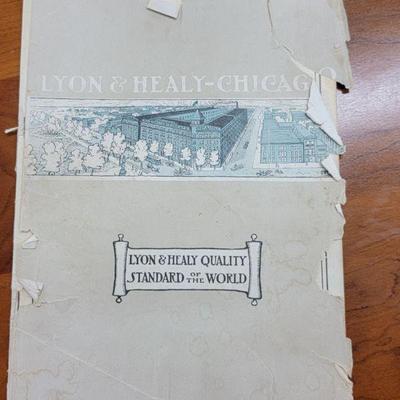 LYON & HEALY-CHICAGO
LYON & HEALY QUALITY
STANDARD OF THE WORLD